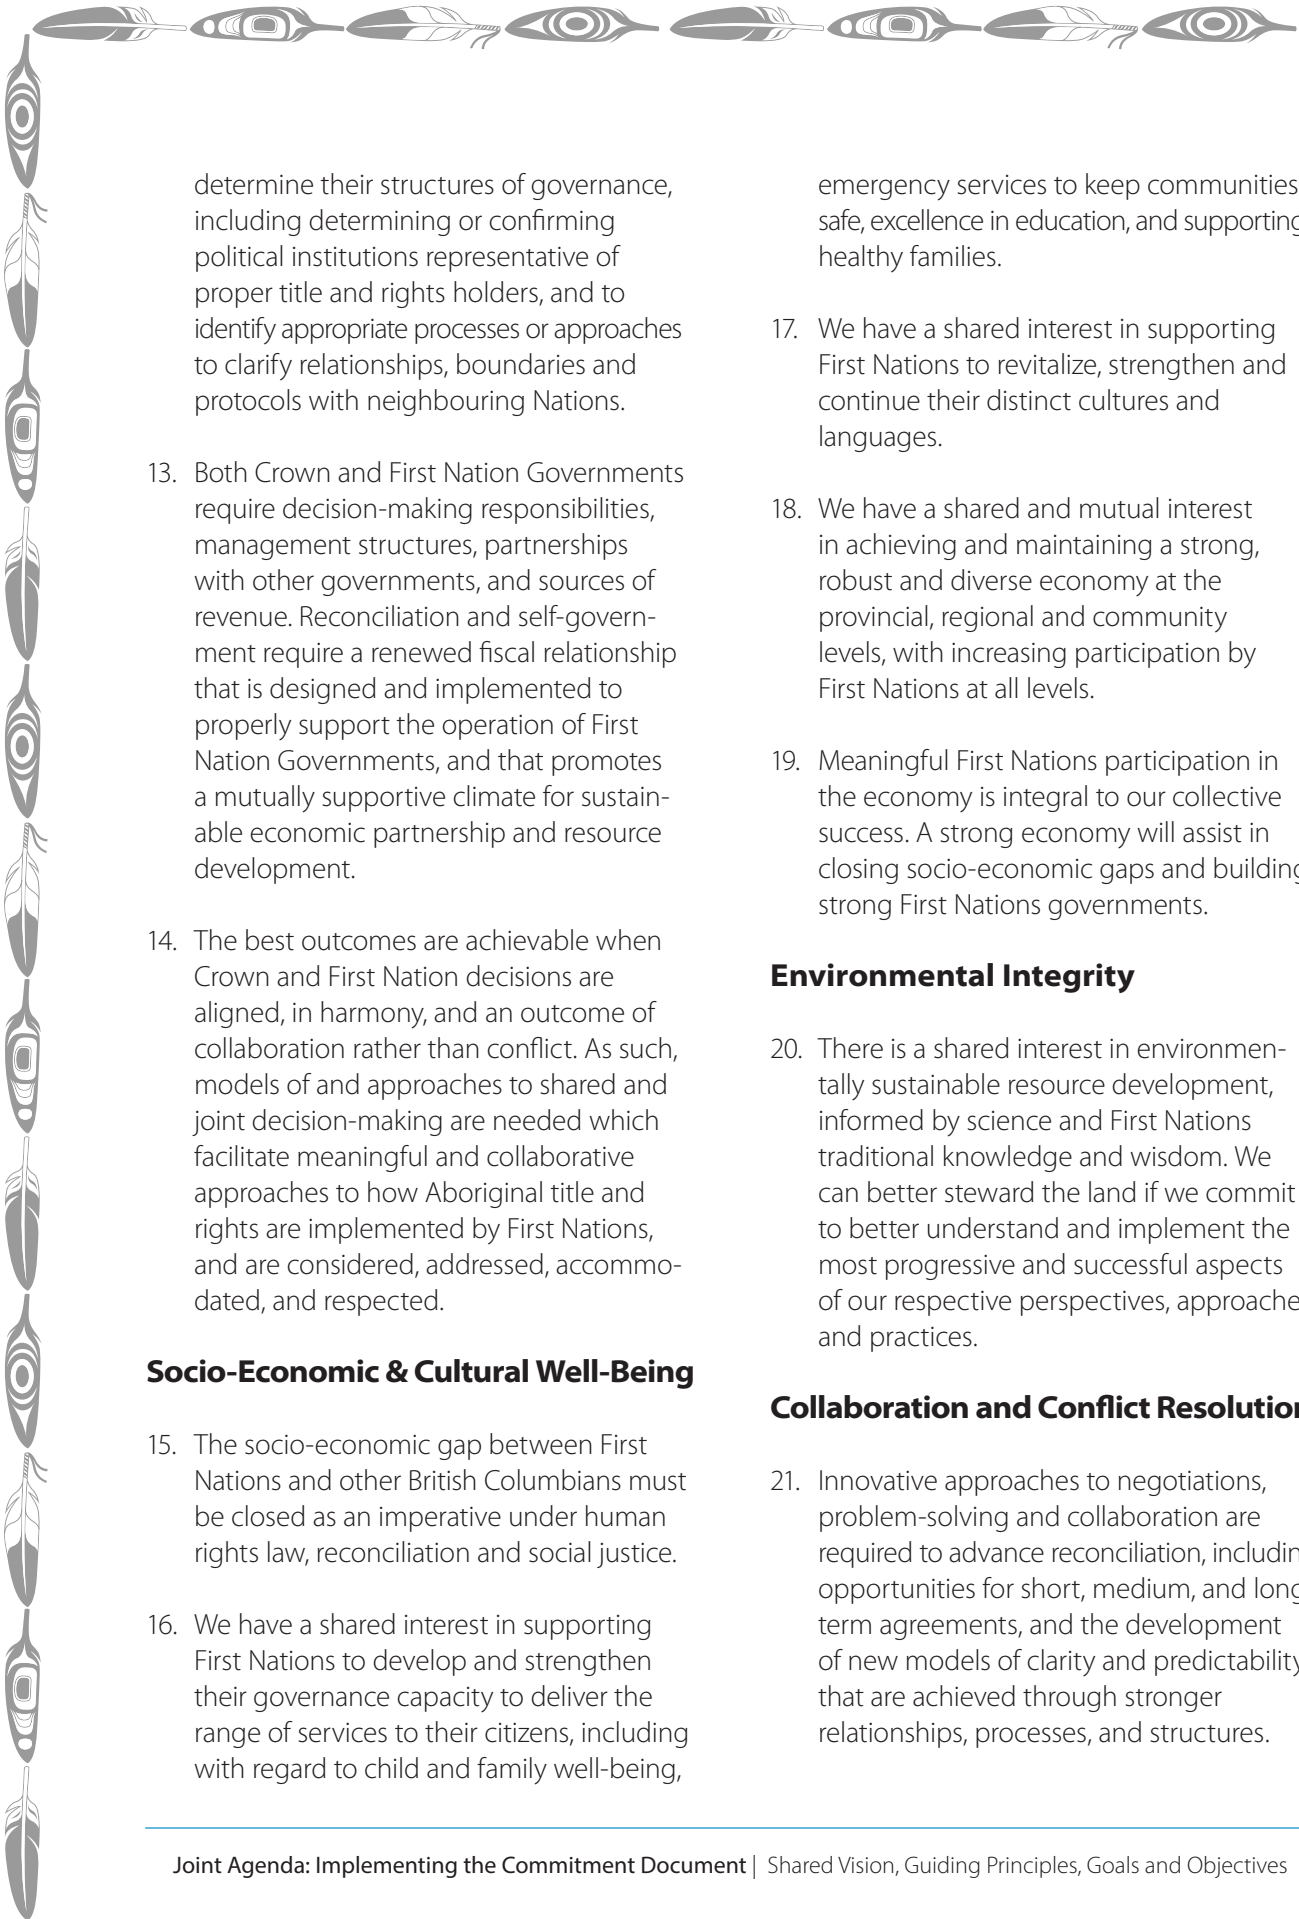 determine their structures of governance,
including determining or confirming
political institutions representative of
proper title and rights holders, and to
identify appropriate processes or approaches
to clarify relationships, boundaries and
protocols with neighbouring Nations.
13. Both Crown and First Nation Governments
require decision-making responsibilities,
management structures, partnerships
with other governments, and sources of
revenue. Reconciliation and self-govern-
ment require a renewed fiscal relationship
that is designed and implemented to
properly support the operation of First
Nation Governments, and that promotes
a mutually supportive climate for sustain-
able economic partnership and resource
development.
14. The best outcomes are achievable when
Crown and First Nation decisions are
aligned, in harmony, and an outcome of
collaboration rather than conflict. As such,
models of and approaches to shared and
joint decision-making are needed which
facilitate meaningful and collaborative
approaches to how Aboriginal title and
rights are implemented by First Nations,
and are considered, addressed, accommo-
dated, and respected.
Socio-Economic & Cultural Well-Being
15. The socio-economic gap between First
Nations and other British Columbians must
be closed as an imperative under human
rights law, reconciliation and social justice.
16. We have a shared interest in supporting
First Nations to develop and strengthen
their governance capacity to deliver the
range of services to their citizens, including
with regard to child and family well-being,
emergency services to keep communities
safe, excellence in education, and supporting
healthy families.
17. We have a shared interest in supporting
First Nations to revitalize, strengthen and
continue their distinct cultures and
languages.
18. We have a shared and mutual interest
in achieving and maintaining a strong,
robust and diverse economy at the
provincial, regional and community
levels, with increasing participation by
First Nations at all levels.
19. Meaningful First Nations participation in
the economy is integral to our collective
success. A strong economy will assist in
closing socio-economic gaps and building
strong First Nations governments.
Environmental Integrity
20. There is a shared interest in environmen-
tally sustainable resource development,
informed by science and First Nations
traditional knowledge and wisdom. We
can better steward the land if we commit
to better understand and implement the
most progressive and successful aspects
of our respective perspectives, approache
and practices.
Collaboration and Conflict Resolution
21. Innovative approaches to negotiations,
problem-solving and collaboration are
required to advance reconciliation, includin
opportunities for short, medium, and long
term agreements, and the development
of new models of clarity and predictability
that are achieved through stronger
relationships, processes, and structures.
Joint Agenda: Implementing the Commitment Document | Shared Vision, Guiding Principles, Goals and Objectives